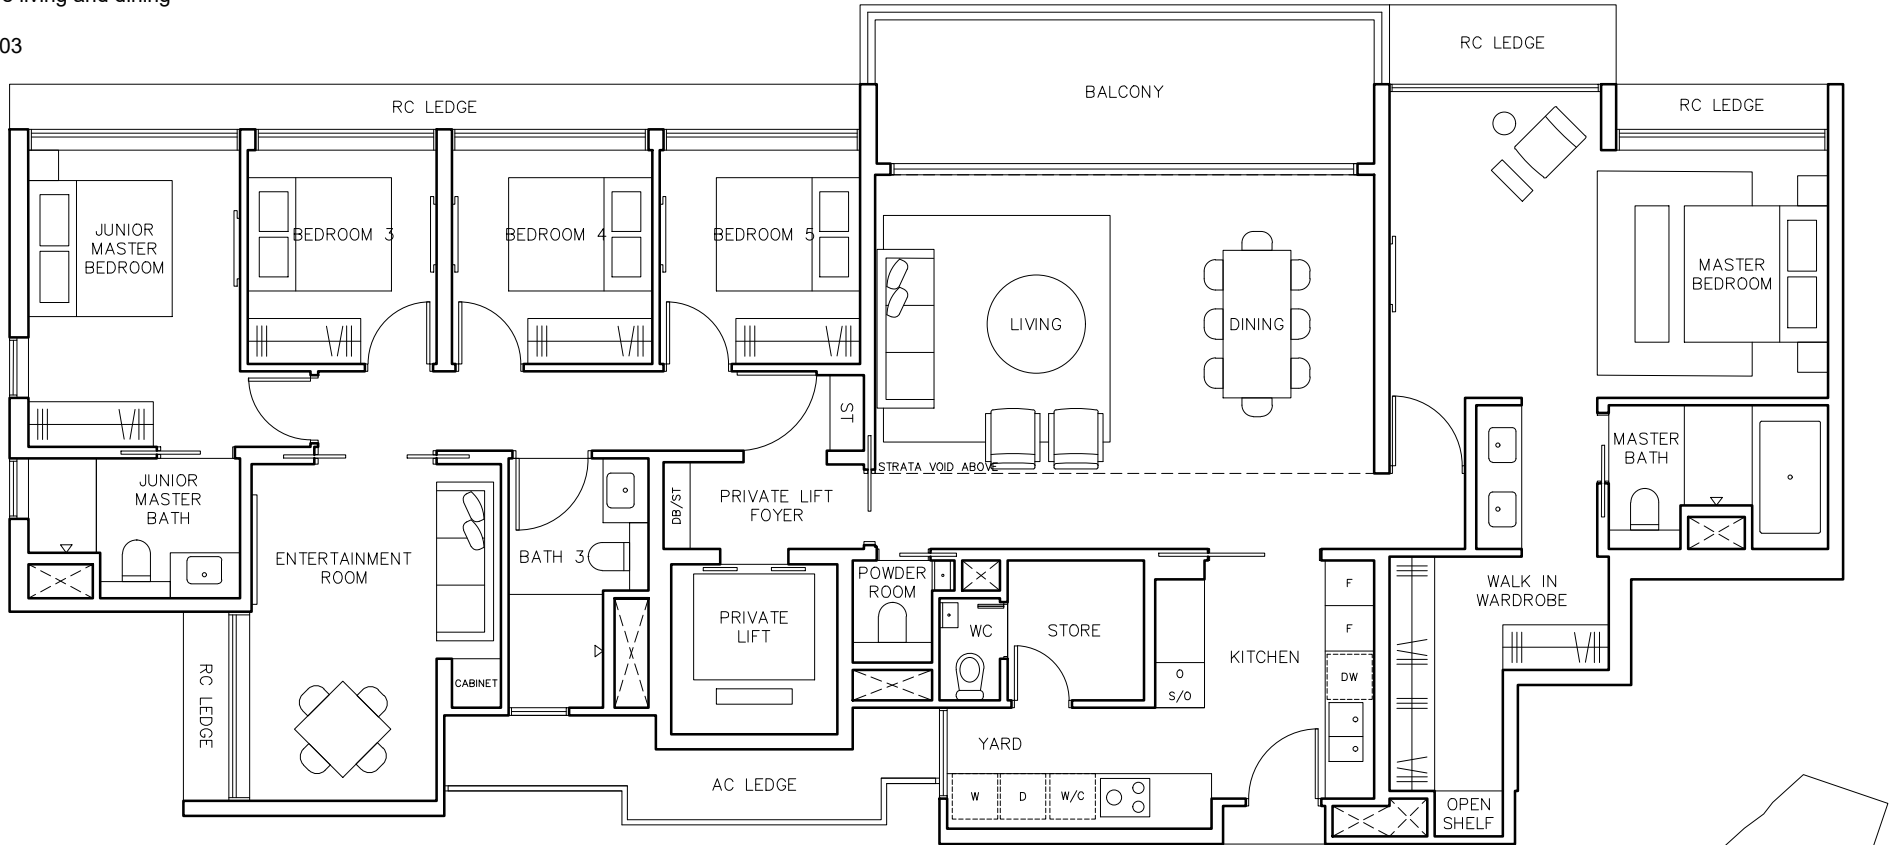 living and dining
03
RC LEDGE
BALCONY
RC LEDGE
RC LEDGE
JUNIOR
MASTER
BEDROOM
BEDROOM 3
BEDROOM 4
BEDROOM 5
LIVING
DINING
MASTER
BEDROOM
ST
STRATA VOID ABOVE
MASTER
BATH
JUNIOR
MASTER
BATH
DB/ST
PRIVATE LIFT
FOYER
ENTERTAINMENT
ROOM
BATH 3
POWDER
ROOM
PRIVATE
LIFT
WC
STORE
KITCHEN
F
F
DW
O
S/O
WALK IN
WARDROBE
RC LEDGE
CABINET
YARD
AC LEDGE
W
D
W/C
OPEN
SHELF